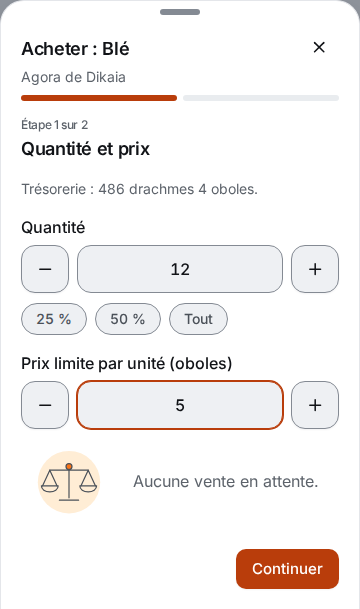 Acheter : Blé
Agora de Dikaia
Étape 1 sur 2
Quantité et prix
Trésorerie : 486 drachmes 4 oboles.
Quantité
− 12 +
25 % 50 % Tout
Prix limite par unité (oboles)
− 5 +
Aucune vente en attente.
Continuer